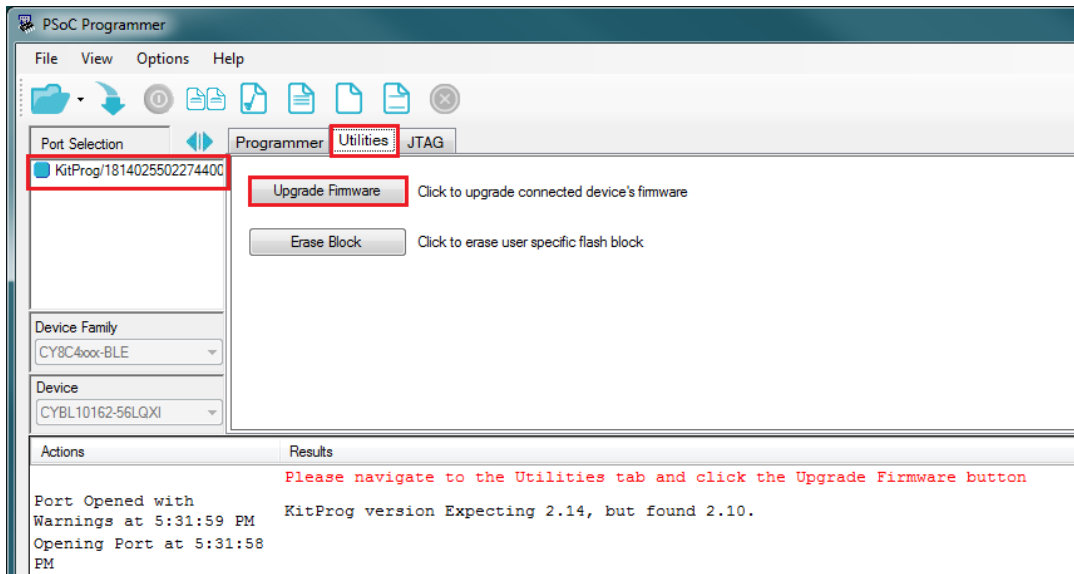 PSoC Programmer
File View Options Help
Port Selection
Programmer Utilities JTAG
KitProg/1814025502274400
Upgrade Firmware Click to upgrade connected device's firmware
Erase Block Click to erase user specific flash block
Device Family
CY8C4xxx-BLE
Device
CYBL10162-56LQXI
Actions Results
Please navigate to the Utilities tab and click the Upgrade Firmware button
Port Opened with
Warnings at 5:31:59 PM
KitProg version Expecting 2.14, but found 2.10.
Opening Port at 5:31:58
PM